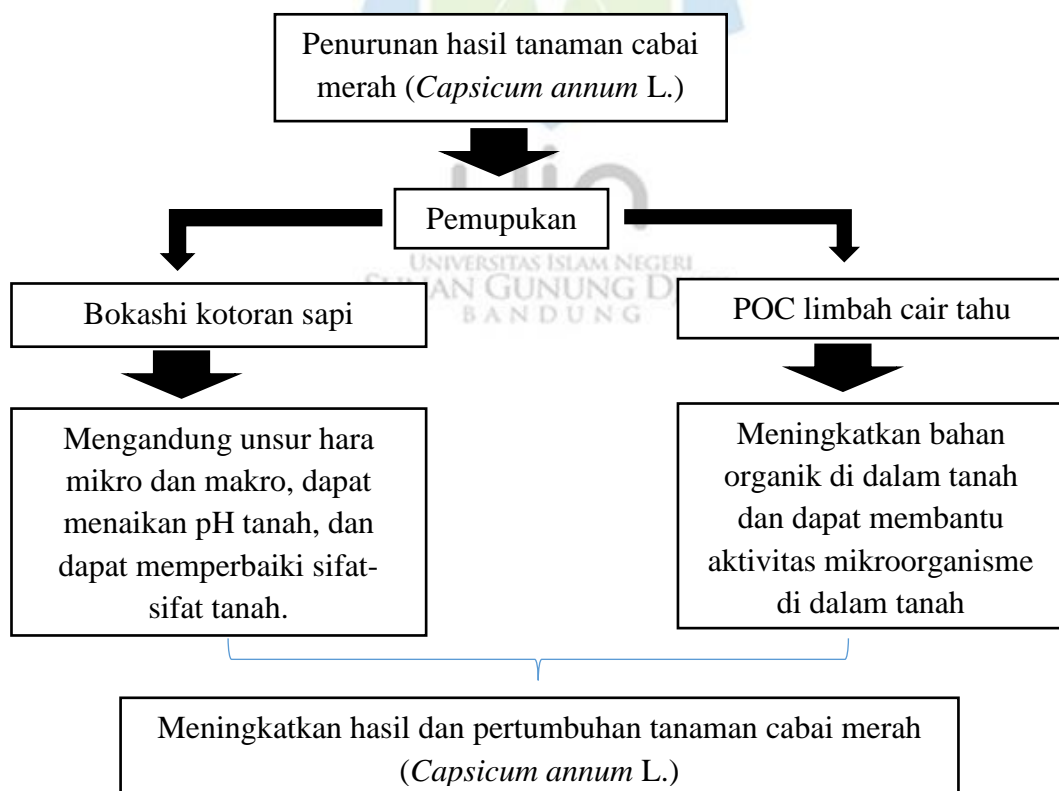 Penurunan hasil tanaman cabai
merah (Capsicum annum L.)
Pemupukan
UNIVERSITAS ISLAM NEGERI
GUNUNG
BANDUNG
Bokashi kotoran sapi
POC limbah cair tahu
Mengandung unsur hara
mikro dan makro, dapat
menaikan pH tanah, dan
dapat memperbaiki sifat-
sifat tanah.
Meningkatkan bahan
organik di dalam tanah
dan dapat membantu
aktivitas mikroorganisme
di dalam tanah
Meningkatkan hasil dan pertumbuhan tanaman cabai merah
(Capsicum annum L.)